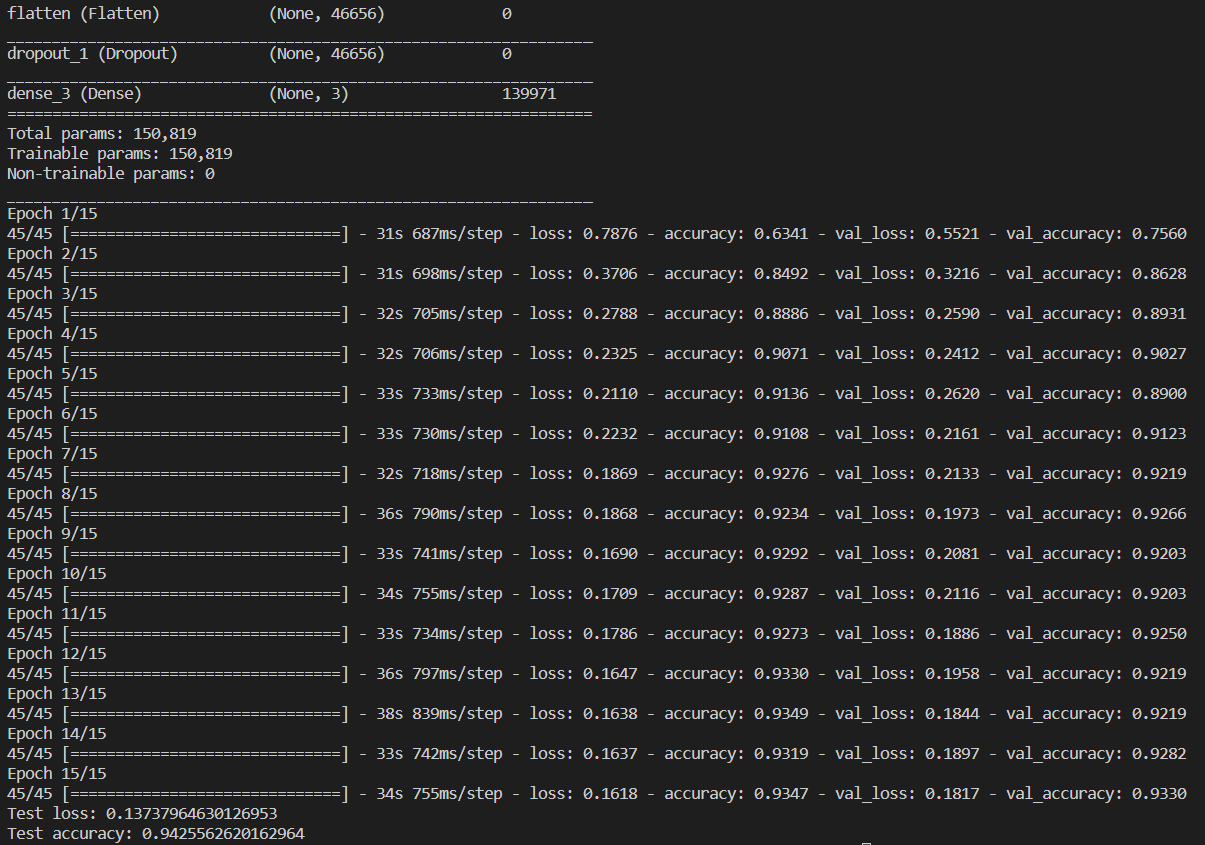 flatten (Flatten)            (None, 46656)             0
_________________________________________________________________
dropout_1 (Dropout)          (None, 46656)             0
_________________________________________________________________
dense_3 (Dense)              (None, 3)                 139971
=================================================================
Total params: 150,819
Trainable params: 150,819
Non-trainable params: 0
_________________________________________________________________
Epoch 1/15
45/45 [==============================] - 31s 687ms/step - loss: 0.7876 - accuracy: 0.6341 - val_loss: 0.5521 - val_accuracy: 0.7560
Epoch 2/15
45/45 [==============================] - 31s 698ms/step - loss: 0.3706 - accuracy: 0.8492 - val_loss: 0.3216 - val_accuracy: 0.8628
Epoch 3/15
45/45 [==============================] - 32s 705ms/step - loss: 0.2788 - accuracy: 0.8886 - val_loss: 0.2590 - val_accuracy: 0.8931
Epoch 4/15
45/45 [==============================] - 32s 706ms/step - loss: 0.2325 - accuracy: 0.9071 - val_loss: 0.2412 - val_accuracy: 0.9027
Epoch 5/15
45/45 [==============================] - 33s 733ms/step - loss: 0.2110 - accuracy: 0.9136 - val_loss: 0.2620 - val_accuracy: 0.8900
Epoch 6/15
45/45 [==============================] - 33s 730ms/step - loss: 0.2232 - accuracy: 0.9108 - val_loss: 0.2161 - val_accuracy: 0.9123
Epoch 7/15
45/45 [==============================] - 32s 718ms/step - loss: 0.1869 - accuracy: 0.9276 - val_loss: 0.2133 - val_accuracy: 0.9219
Epoch 8/15
45/45 [==============================] - 36s 790ms/step - loss: 0.1868 - accuracy: 0.9234 - val_loss: 0.1973 - val_accuracy: 0.9266
Epoch 9/15
45/45 [==============================] - 33s 741ms/step - loss: 0.1690 - accuracy: 0.9292 - val_loss: 0.2081 - val_accuracy: 0.9203
Epoch 10/15
45/45 [==============================] - 34s 755ms/step - loss: 0.1709 - accuracy: 0.9287 - val_loss: 0.2116 - val_accuracy: 0.9203
Epoch 11/15
45/45 [==============================] - 33s 734ms/step - loss: 0.1786 - accuracy: 0.9273 - val_loss: 0.1886 - val_accuracy: 0.9250
Epoch 12/15
45/45 [==============================] - 36s 797ms/step - loss: 0.1647 - accuracy: 0.9330 - val_loss: 0.1958 - val_accuracy: 0.9219
Epoch 13/15
45/45 [==============================] - 38s 839ms/step - loss: 0.1638 - accuracy: 0.9349 - val_loss: 0.1844 - val_accuracy: 0.9219
Epoch 14/15
45/45 [==============================] - 33s 742ms/step - loss: 0.1637 - accuracy: 0.9319 - val_loss: 0.1897 - val_accuracy: 0.9282
Epoch 15/15
45/45 [==============================] - 34s 755ms/step - loss: 0.1618 - accuracy: 0.9347 - val_loss: 0.1817 - val_accuracy: 0.9330
Test loss: 0.13737964630126953
Test accuracy: 0.9425562620162964